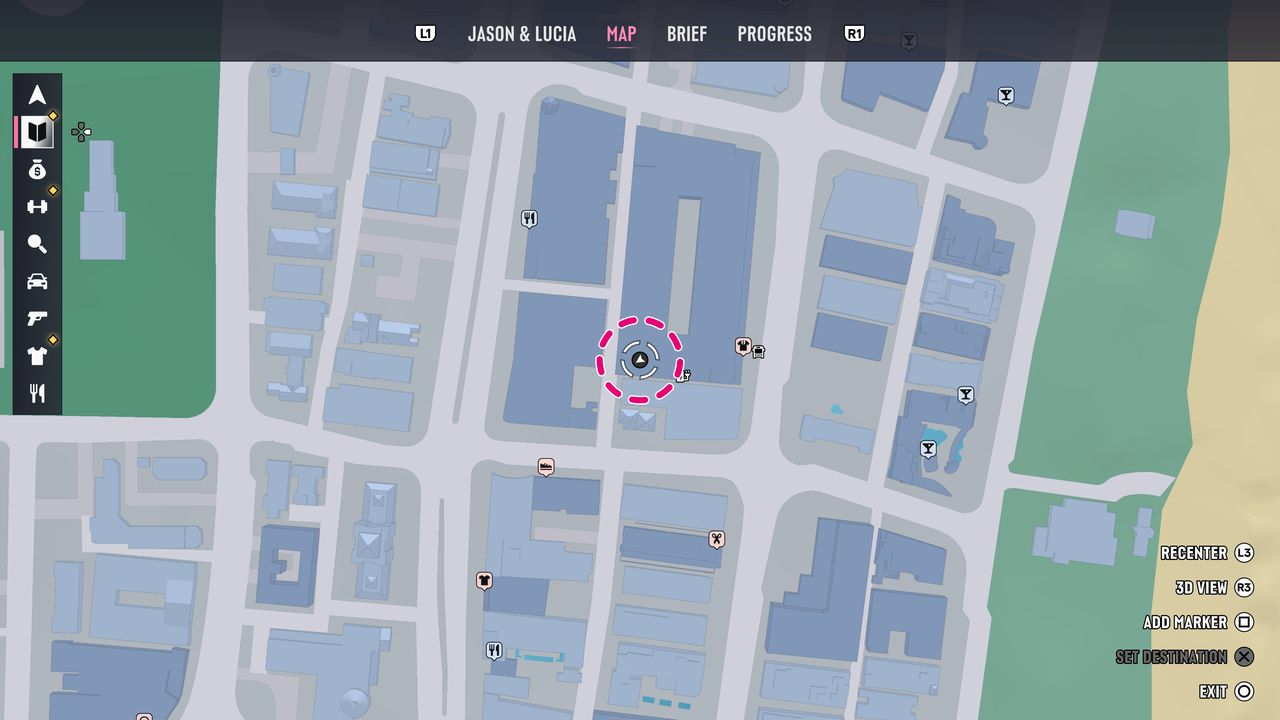 L1 JASON & LUCIA MAP BRIEF PROGRESS R1
RECENTER L3
3D VIEW R3
ADD MARKER
SET DESTINATION
EXIT